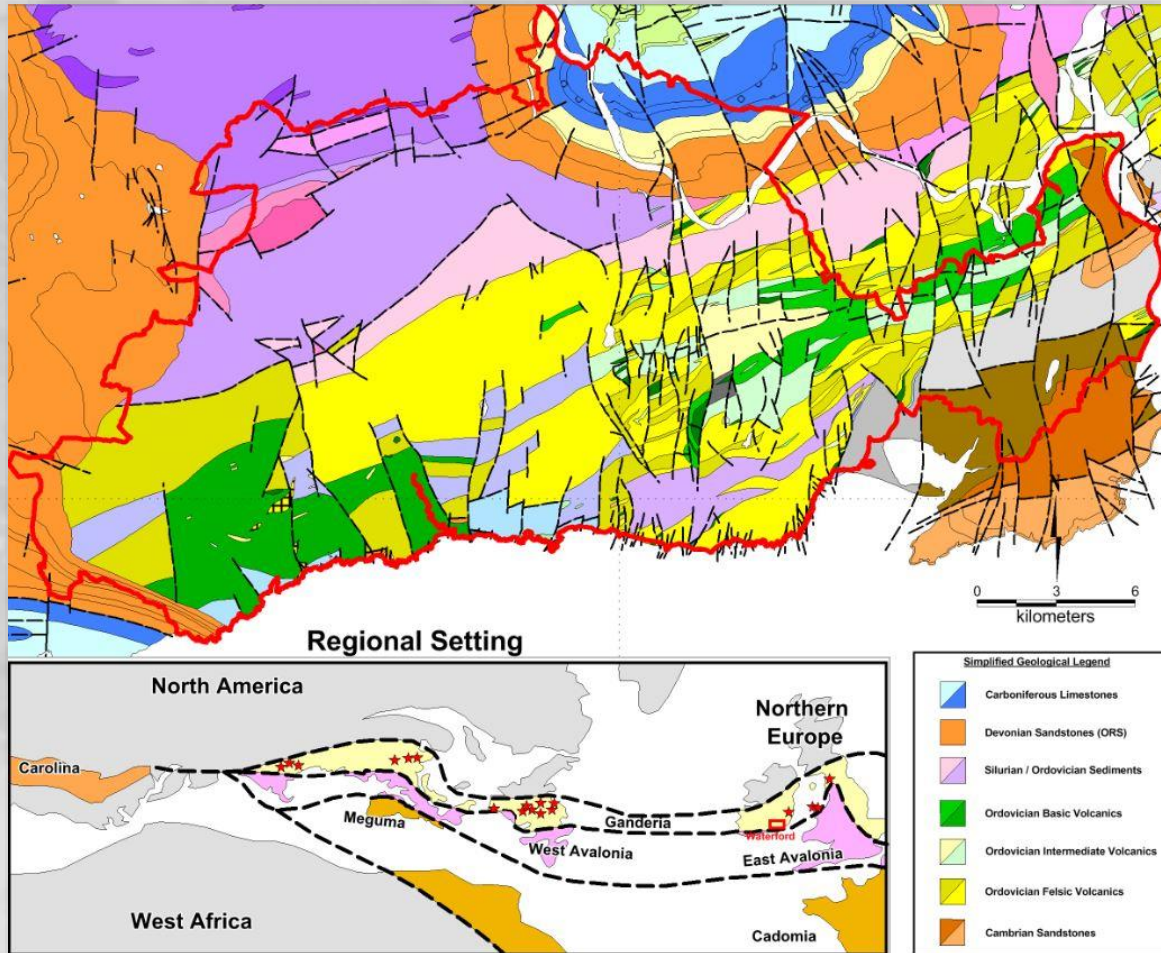 0 3 6
kilometers
Regional Setting
North America
Northern
Europe
Carolina
Meguma
Ganderia
Waterford
West Avalonia
East Avalonia
West Africa
Cadomia
Simplified Geological Legend
Carboniferous Limestones
Devonian Sandstones (ORS)
Silurian / Ordovician Sediments
Ordovician Basic Volcanics
Ordovician Intermediate Volcanics
Ordovician Felsic Volcanics
Cambrian Sandstones